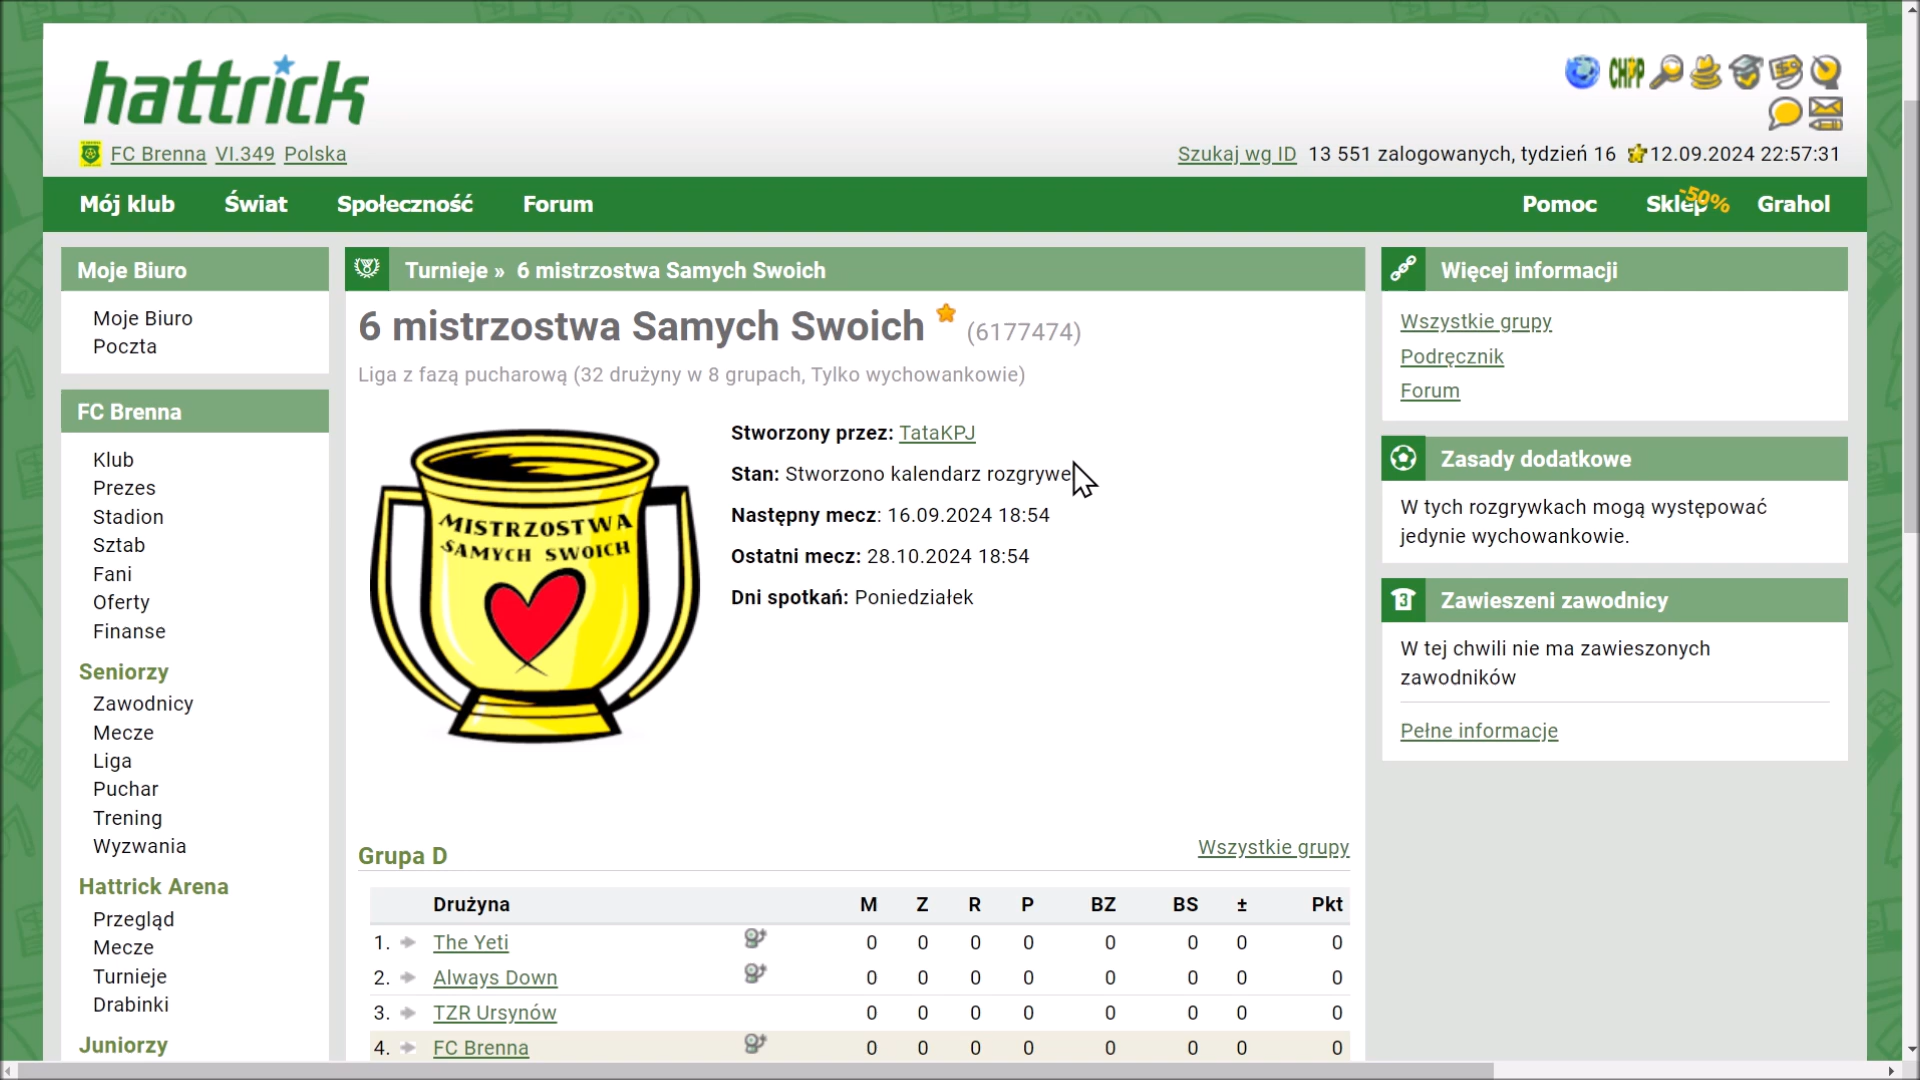 hattrick
CHPP
FC Brenna VI.349 Polska
Szukaj wg ID 13 551 zalogowanych, tydzień 16 12.09.2024 22:57:31
Mój klub Świat Społeczność Forum Pomoc Sklep -50% Grahol
Moje Biuro
Moje Biuro
Poczta
FC Brenna
Klub
Prezes
Stadion
Sztab
Fani
Oferty
Finanse
Seniorzy
Zawodnicy
Mecze
Liga
Puchar
Trening
Wyzwania
Hattrick Arena
Przegląd
Mecze
Turnieje
Drabinki
Juniorzy
Turnieje » 6 mistrzostwa Samych Swoich
6 mistrzostwa Samych Swoich (6177474)
Liga z fazą pucharową (32 drużyny w 8 grupach, Tylko wychowankowie)
MISTRZOSTWA
SAMYCH SWOICH
Stworzony przez: TataKPJ
Stan: Stworzono kalendarz rozgrywe
Następny mecz: 16.09.2024 18:54
Ostatni mecz: 28.10.2024 18:54
Dni spotkań: Poniedziałek
Wszystkie grupy
Grupa D
Drużyna M Z R P BZ BS ± Pkt
1. The Yeti 0 0 0 0 0 0 0 0
2. Always Down 0 0 0 0 0 0 0 0
3. TZR Ursynów 0 0 0 0 0 0 0 0
4. FC Brenna 0 0 0 0 0 0 0 0
Więcej informacji
Wszystkie grupy
Podręcznik
Forum
Zasady dodatkowe
W tych rozgrywkach mogą występować
jedynie wychowankowie.
3
Zawieszeni zawodnicy
W tej chwili nie ma zawieszonych
zawodników
Pełne informacje